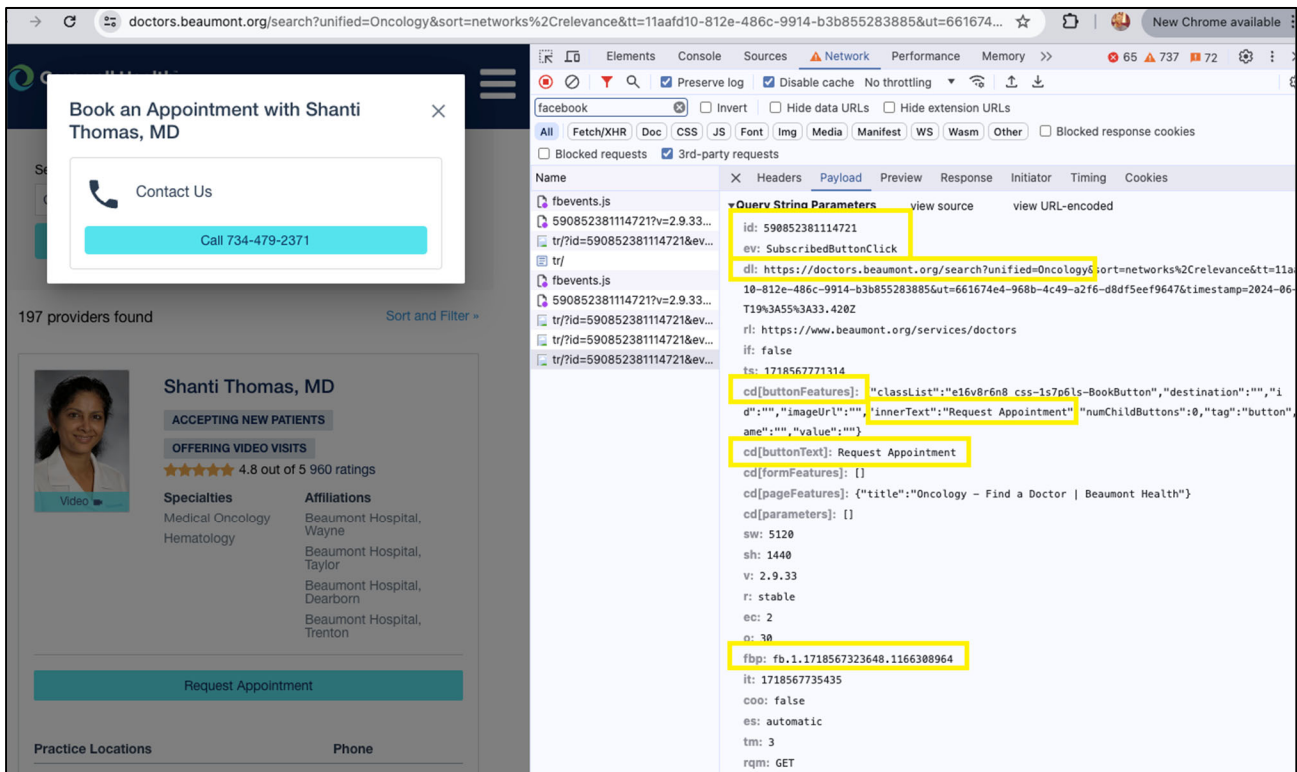 doctors.beaumont.org/search?unified=Oncology&sort=networks%2Crelevance&tt=11aafd10-812e-486c-9914-b3b855283885&ut=661674...
New Chrome available
Book an Appointment with Shanti
Thomas, MD
Contact Us
Call 734-479-2371
197 providers found
Sort and Filter »
Shanti Thomas, MD
ACCEPTING NEW PATIENTS
OFFERING VIDEO VISITS
4.8 out of 5 960 ratings
Video
Specialties
Medical Oncology
Hematology
Affiliations
Beaumont Hospital,
Wayne
Beaumont Hospital,
Taylor
Beaumont Hospital,
Dearborn
Beaumont Hospital,
Trenton
Request Appointment
Practice Locations
Phone
Elements Console Sources Network Performance Memory 65 737 72
Preserve log Disable cache No throttling
facebook Invert Hide data URLs Hide extension URLs
All Fetch/XHR Doc CSS JS Font Img Media Manifest WS Wasm Other Blocked response cookies
Blocked requests 3rd-party requests
Name
fbevents.js
590852381114721?v=2.9.33...
tr/?id=590852381114721&ev...
tr/
fbevents.js
590852381114721?v=2.9.33...
tr/?id=590852381114721&ev...
tr/?id=590852381114721&ev...
tr/?id=590852381114721&ev...
Headers Payload Preview Response Initiator Timing Cookies
Query String Parameters view source view URL-encoded
id: 590852381114721
ev: SubscribedButtonClick
dl: https://doctors.beaumont.org/search?unified=Oncology&sort=networks%2Crelevance&tt=11aa
10-812e-486c-9914-b3b855283885&ut=661674e4-968b-4c49-a2f6-d8df5eef9647&timestamp=2024-06-
T19%3A55%3A33.420Z
rl: https://www.beaumont.org/services/doctors
if: false
ts: 1718567771314
cd[buttonFeatures]: "classList":"e16v8r6n8 css-1s7p6ls-BookButton","destination":"","i
d":"","imageUrl":"","innerText":"Request Appointment" "numChildButtons":0,"tag":"button",
ame":"","value":""}
cd[buttonText]: Request Appointment
cd[formFeatures]: []
cd[pageFeatures]: {"title":"Oncology - Find a Doctor | Beaumont Health"}
cd[parameters]: []
sw: 5120
sh: 1440
v: 2.9.33
r: stable
ec: 2
o: 30
fbp: fb.1.1718567323648.1166308964
it: 1718567735435
coo: false
es: automatic
tm: 3
rqm: GET